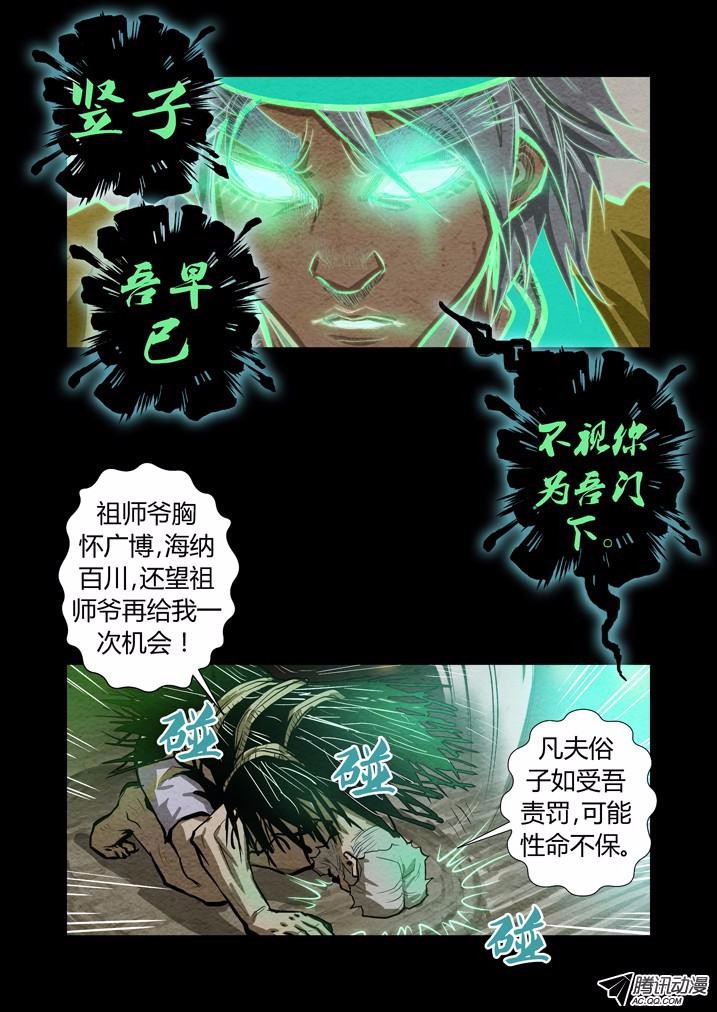 竖子
吾早
已
不视你
为吾门
下。
祖师爷胸
怀广博,海纳
百川,还望祖
师爷再给我一
次机会!
碰
碰
凡夫俗
子如受吾
责罚,可能
性命不保。
碰
腾讯动漫
AC.QQ.COM